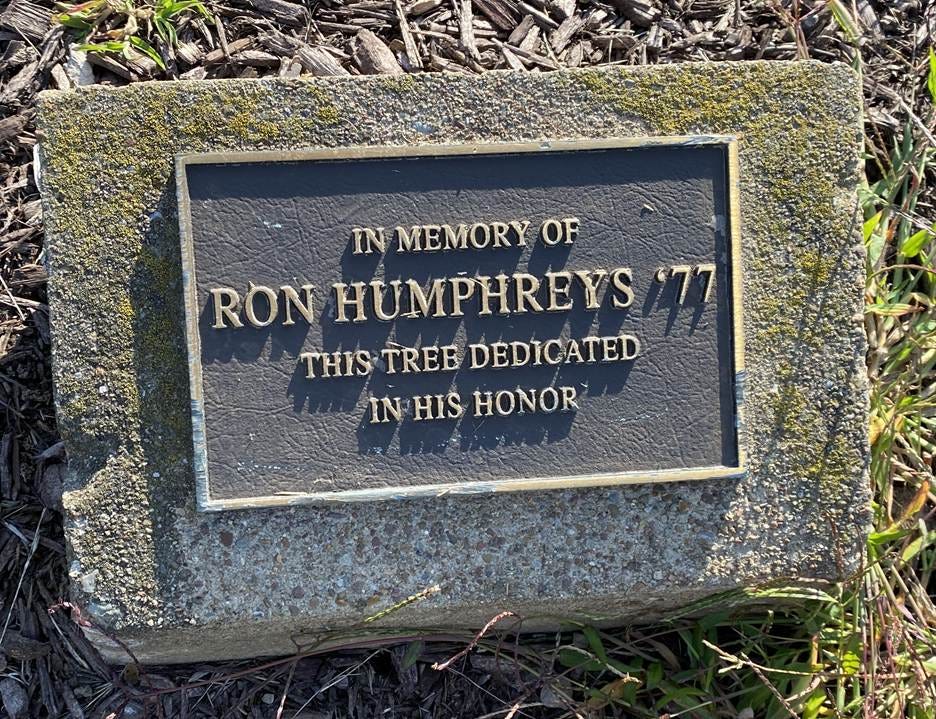 IN MEMORY OF
RON HUMPHREYS ‘77
THIS TREE DEDICATED
IN HIS HONOR